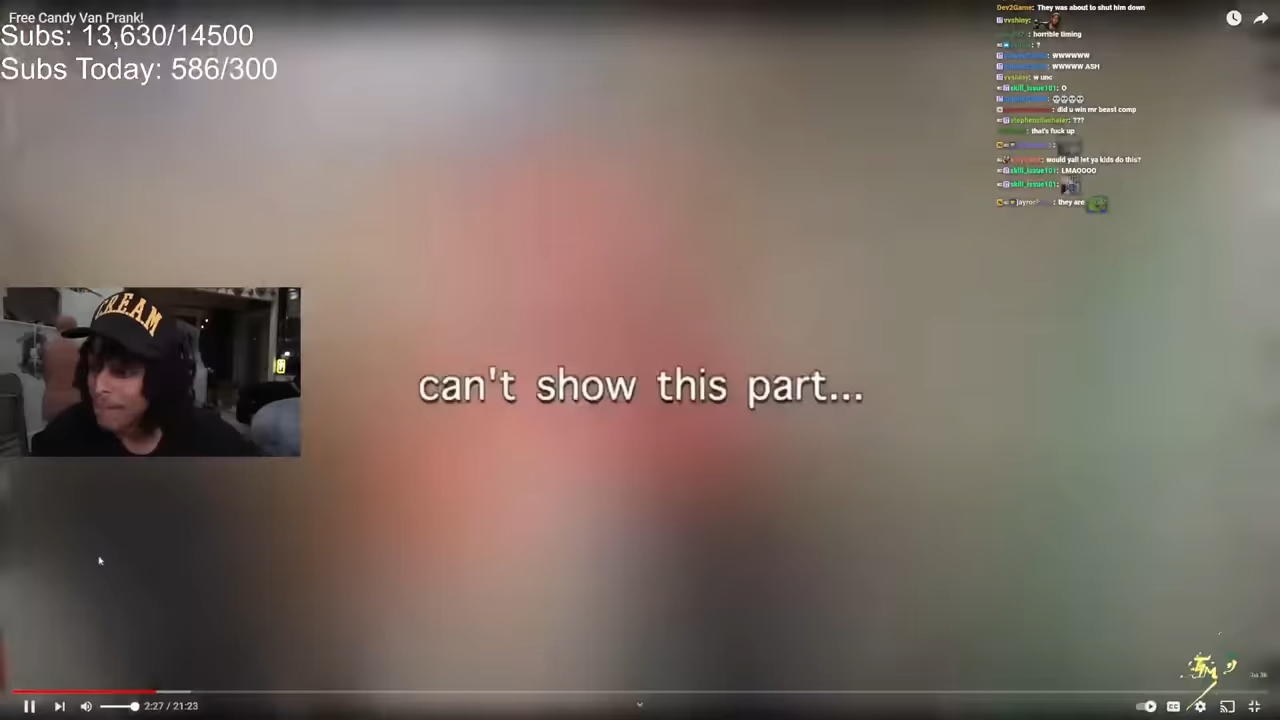 Free Candy Van Prank!
Subs: 13,630/14500
Subs Today: 586/300
Dev2Game: They was about to shut him down
vvshiny:
: horrible timing
: ?
: WWWWWW
: WWWWW ASH
vvshiny: w unc
skill_issue101: O
: did u win mr beast comp
: ???
: that's fuck up
: would yall let ya kids do this?
skill_issue101: LMAOOOO
skill_issue101:
: they are
CREAM
can't show this part...
2:27 / 21:23
CC